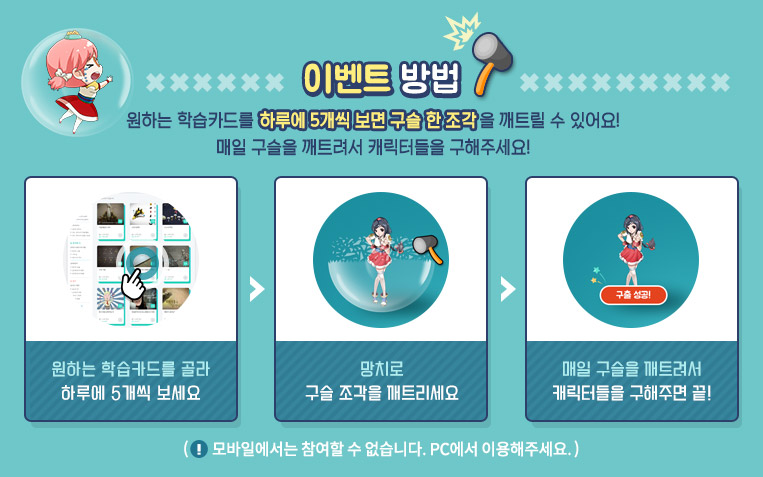 이벤트 방법
원하는 학습카드를 하루에 5개씩 보면 구슬 한 조각을 깨트릴 수 있어요!
매일 구슬을 깨트려서 캐릭터들을 구해주세요!
원하는 학습카드를 골라
하루에 5개씩 보세요
망치로
구슬 조각을 깨트리세요
구출 성공!
매일 구슬을 깨트려서
캐릭터들을 구해주면 끝!
( ! 모바일에서는 참여할 수 없습니다. PC에서 이용해주세요. )